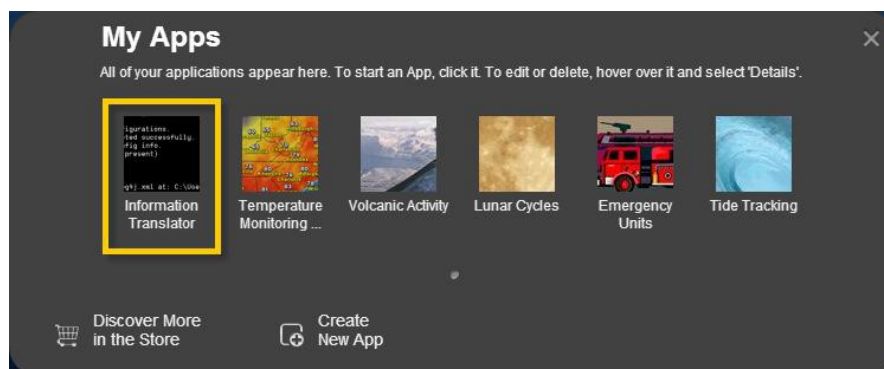 My Apps
All of your applications appear here. To start an App, click it. To edit or delete, hover over it and select 'Details'.
igurations.
ted successfully.
fig info.
present)
xml at: C:\Use
Information
Translator
Temperature
Monitoring ...
Volcanic Activity
Lunar Cycles
Emergency
Units
Tide Tracking
Discover More
in the Store
Create
New App